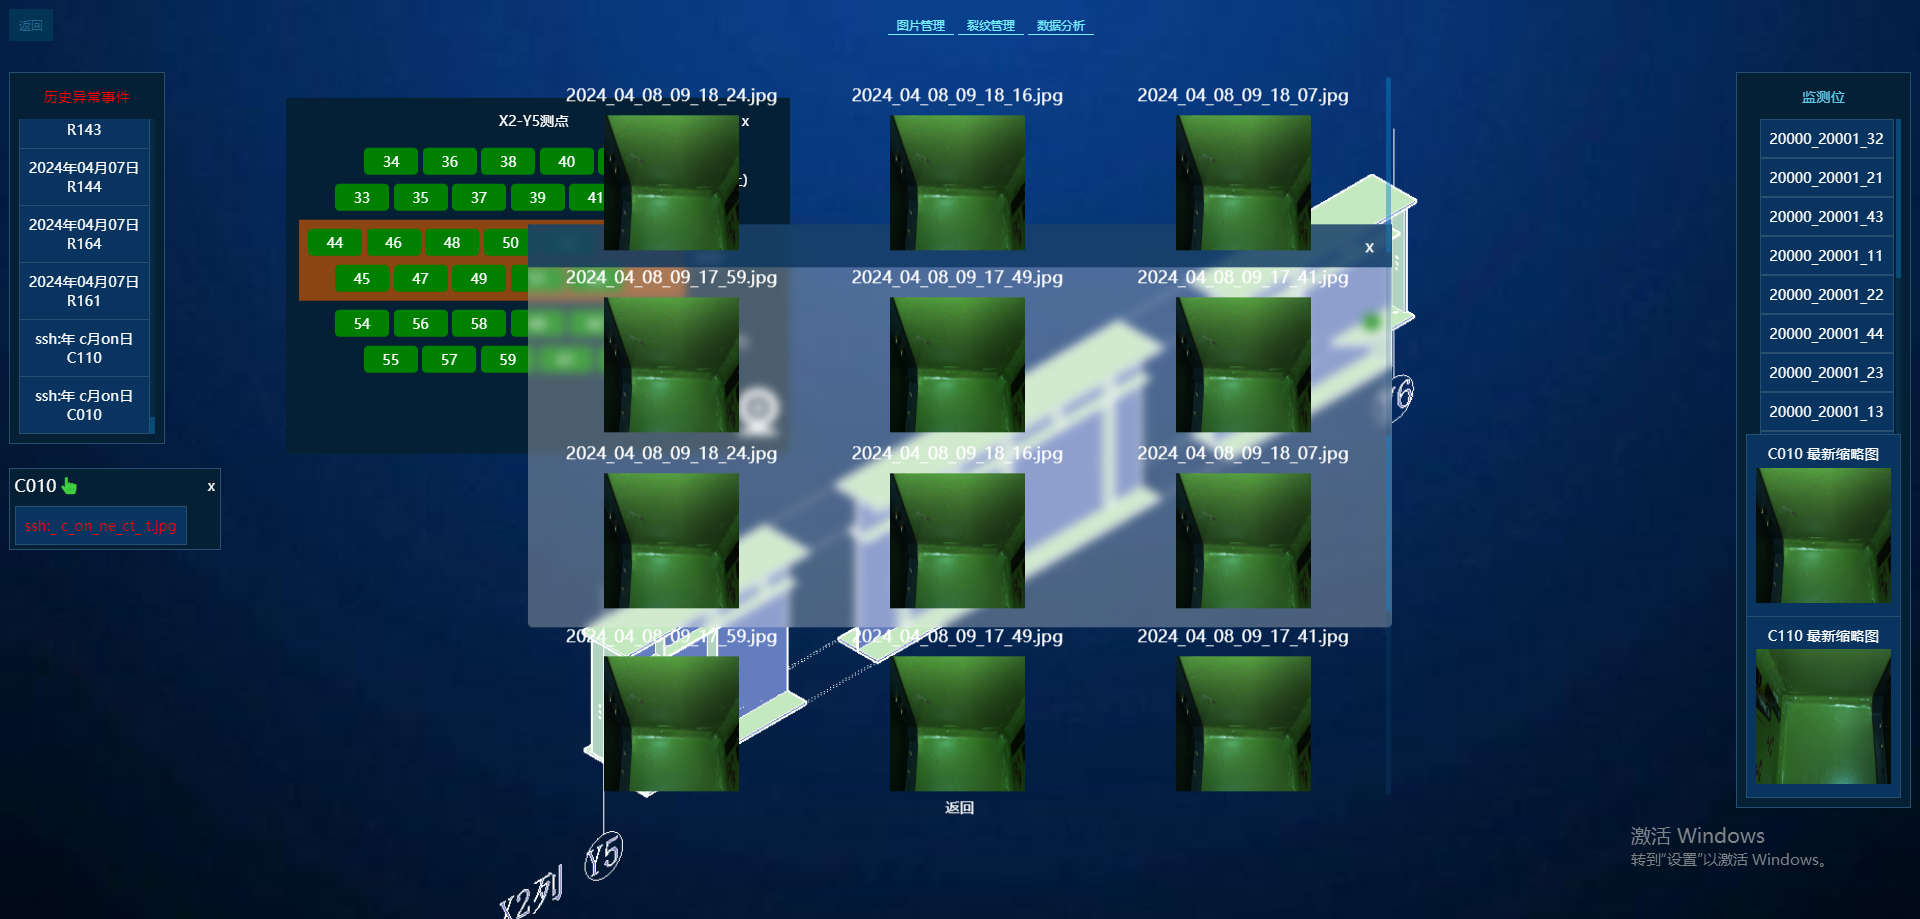 返回
图片管理 裂纹管理 数据分析
历史异常事件
R143
2024年04月07日
R144
2024年04月07日
R164
2024年04月07日
R161
ssh:年 c月on日
C110
ssh:年 c月on日
C010
C010 x
ssh:_c_on_ne_ct_ t.jpg
X2-Y5测点 x
34 36 38 40
33 35 37 39 41
44 46 48 50
45 47 49
54 56 58
55 57 59
x
2024_04_08_09_18_24.jpg 2024_04_08_09_18_16.jpg 2024_04_08_09_18_07.jpg
2024_04_08_09_17_59.jpg 2024_04_08_09_17_49.jpg 2024_04_08_09_17_41.jpg
2024_04_08_09_18_24.jpg 2024_04_08_09_18_16.jpg 2024_04_08_09_18_07.jpg
2024_04_08_09_17_59.jpg 2024_04_08_09_17_49.jpg 2024_04_08_09_17_41.jpg
返回
Y6
Y5
X2列
监测位
20000_20001_32
20000_20001_21
20000_20001_43
20000_20001_11
20000_20001_22
20000_20001_44
20000_20001_23
20000_20001_13
C010 最新缩略图
C110 最新缩略图
激活 Windows
转到"设置"以激活 Windows。